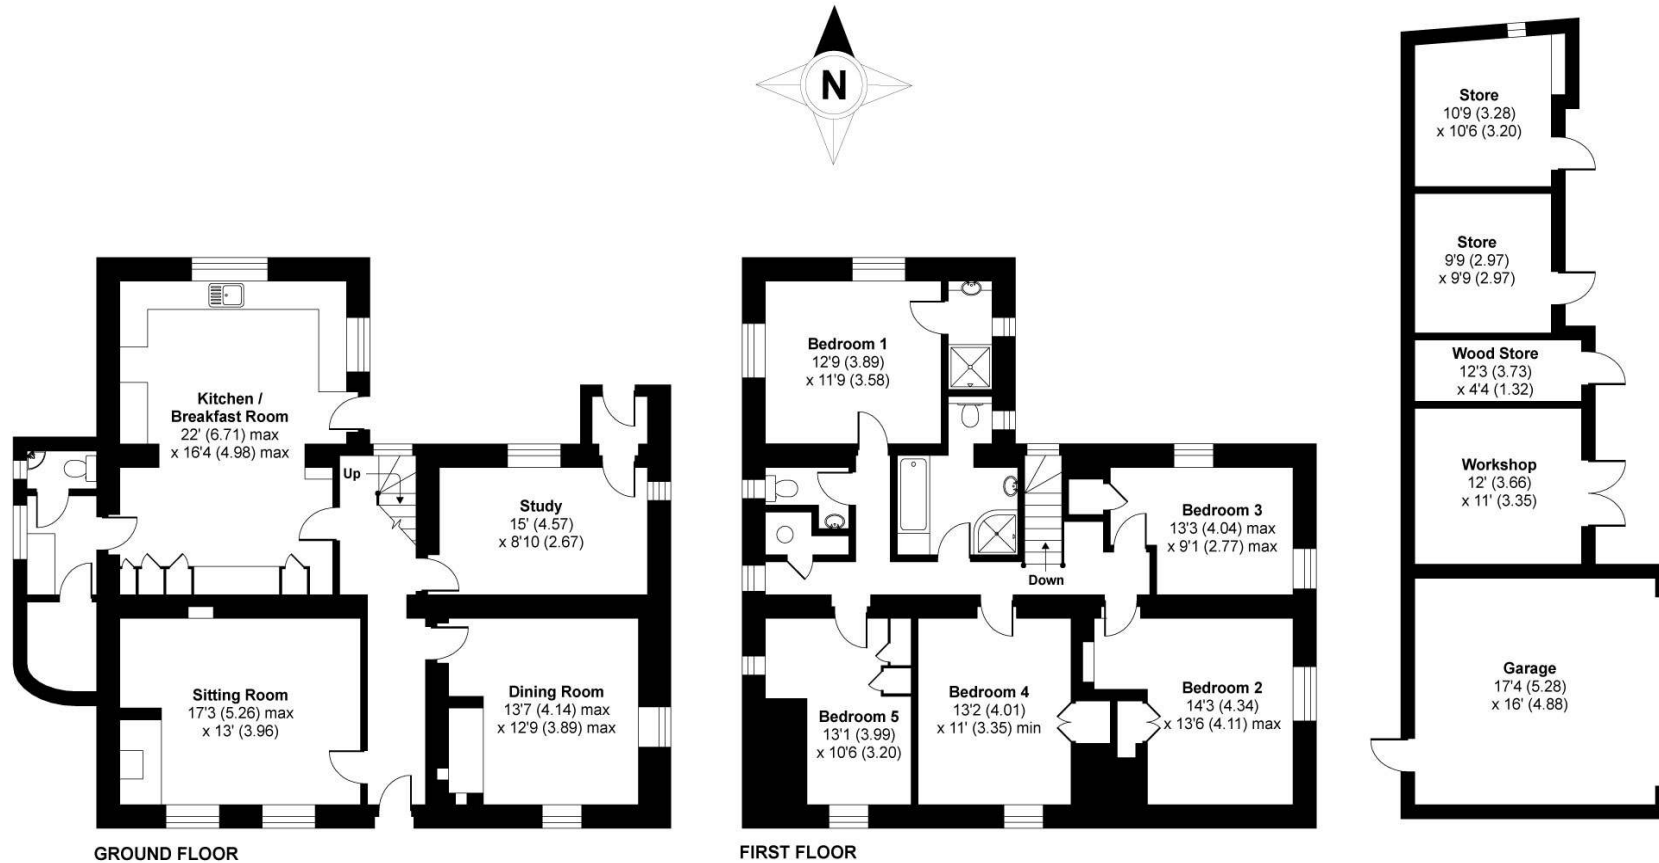 N
Kitchen /
Breakfast Room
22' (6.71) max
x 16'4 (4.98) max
Up
Study
15' (4.57)
x 8'10 (2.67)
Sitting Room
17'3 (5.26) max
x 13' (3.96)
Dining Room
13'7 (4.14) max
x 12'9 (3.89) max
GROUND FLOOR
Bedroom 1
12'9 (3.89)
x 11'9 (3.58)
Bedroom 3
13'3 (4.04) max
x 9'1 (2.77) max
Down
Bedroom 5
13'1 (3.99)
x 10'6 (3.20)
Bedroom 4
13'2 (4.01)
x 11' (3.35) min
Bedroom 2
14'3 (4.34)
x 13'6 (4.11) max
FIRST FLOOR
Store
10'9 (3.28)
x 10'6 (3.20)
Store
9'9 (2.97)
x 9'9 (2.97)
Wood Store
12'3 (3.73)
x 4'4 (1.32)
Workshop
12' (3.66)
x 11' (3.35)
Garage
17'4 (5.28)
x 16' (4.88)